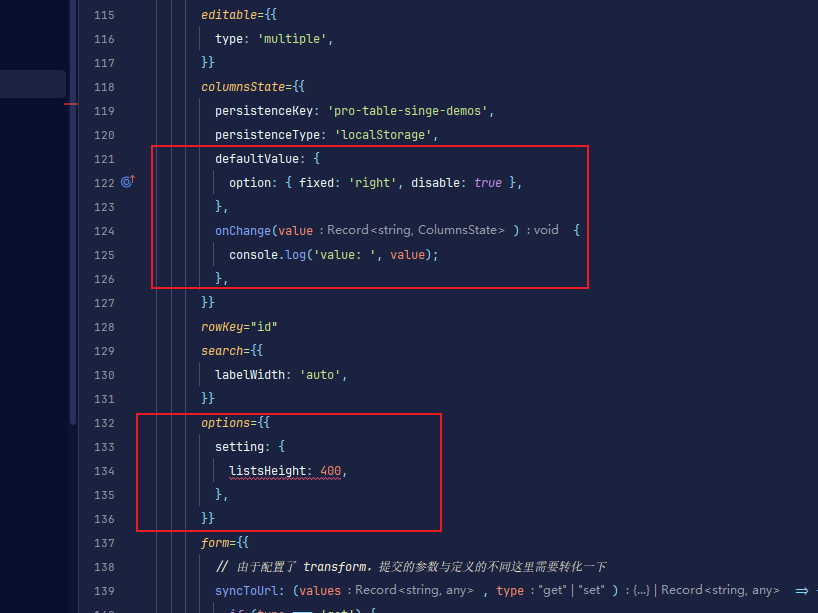 115 editable={{
116 type: 'multiple',
117 }}
118 columnsState={{
119 persistenceKey: 'pro-table-singe-demos',
120 persistenceType: 'localStorage',
121 defaultValue: {
122 option: { fixed: 'right', disable: true },
123 },
124 onChange(value : Record<string, ColumnsState> ) : void {
125 console.log('value: ', value);
126 },
127 }}
128 rowKey="id"
129 search={{
130 labelWidth: 'auto',
131 }}
132 options={{
133 setting: {
134 listsHeight: 400,
135 },
136 }}
137 form={{
138 // 由于配置了 transform，提交的参数与定义的不同这里需要转化一下
139 syncToUrl: (values : Record<string, any> , type : "get" | "set" ) : {...} | Record<string, any> =>